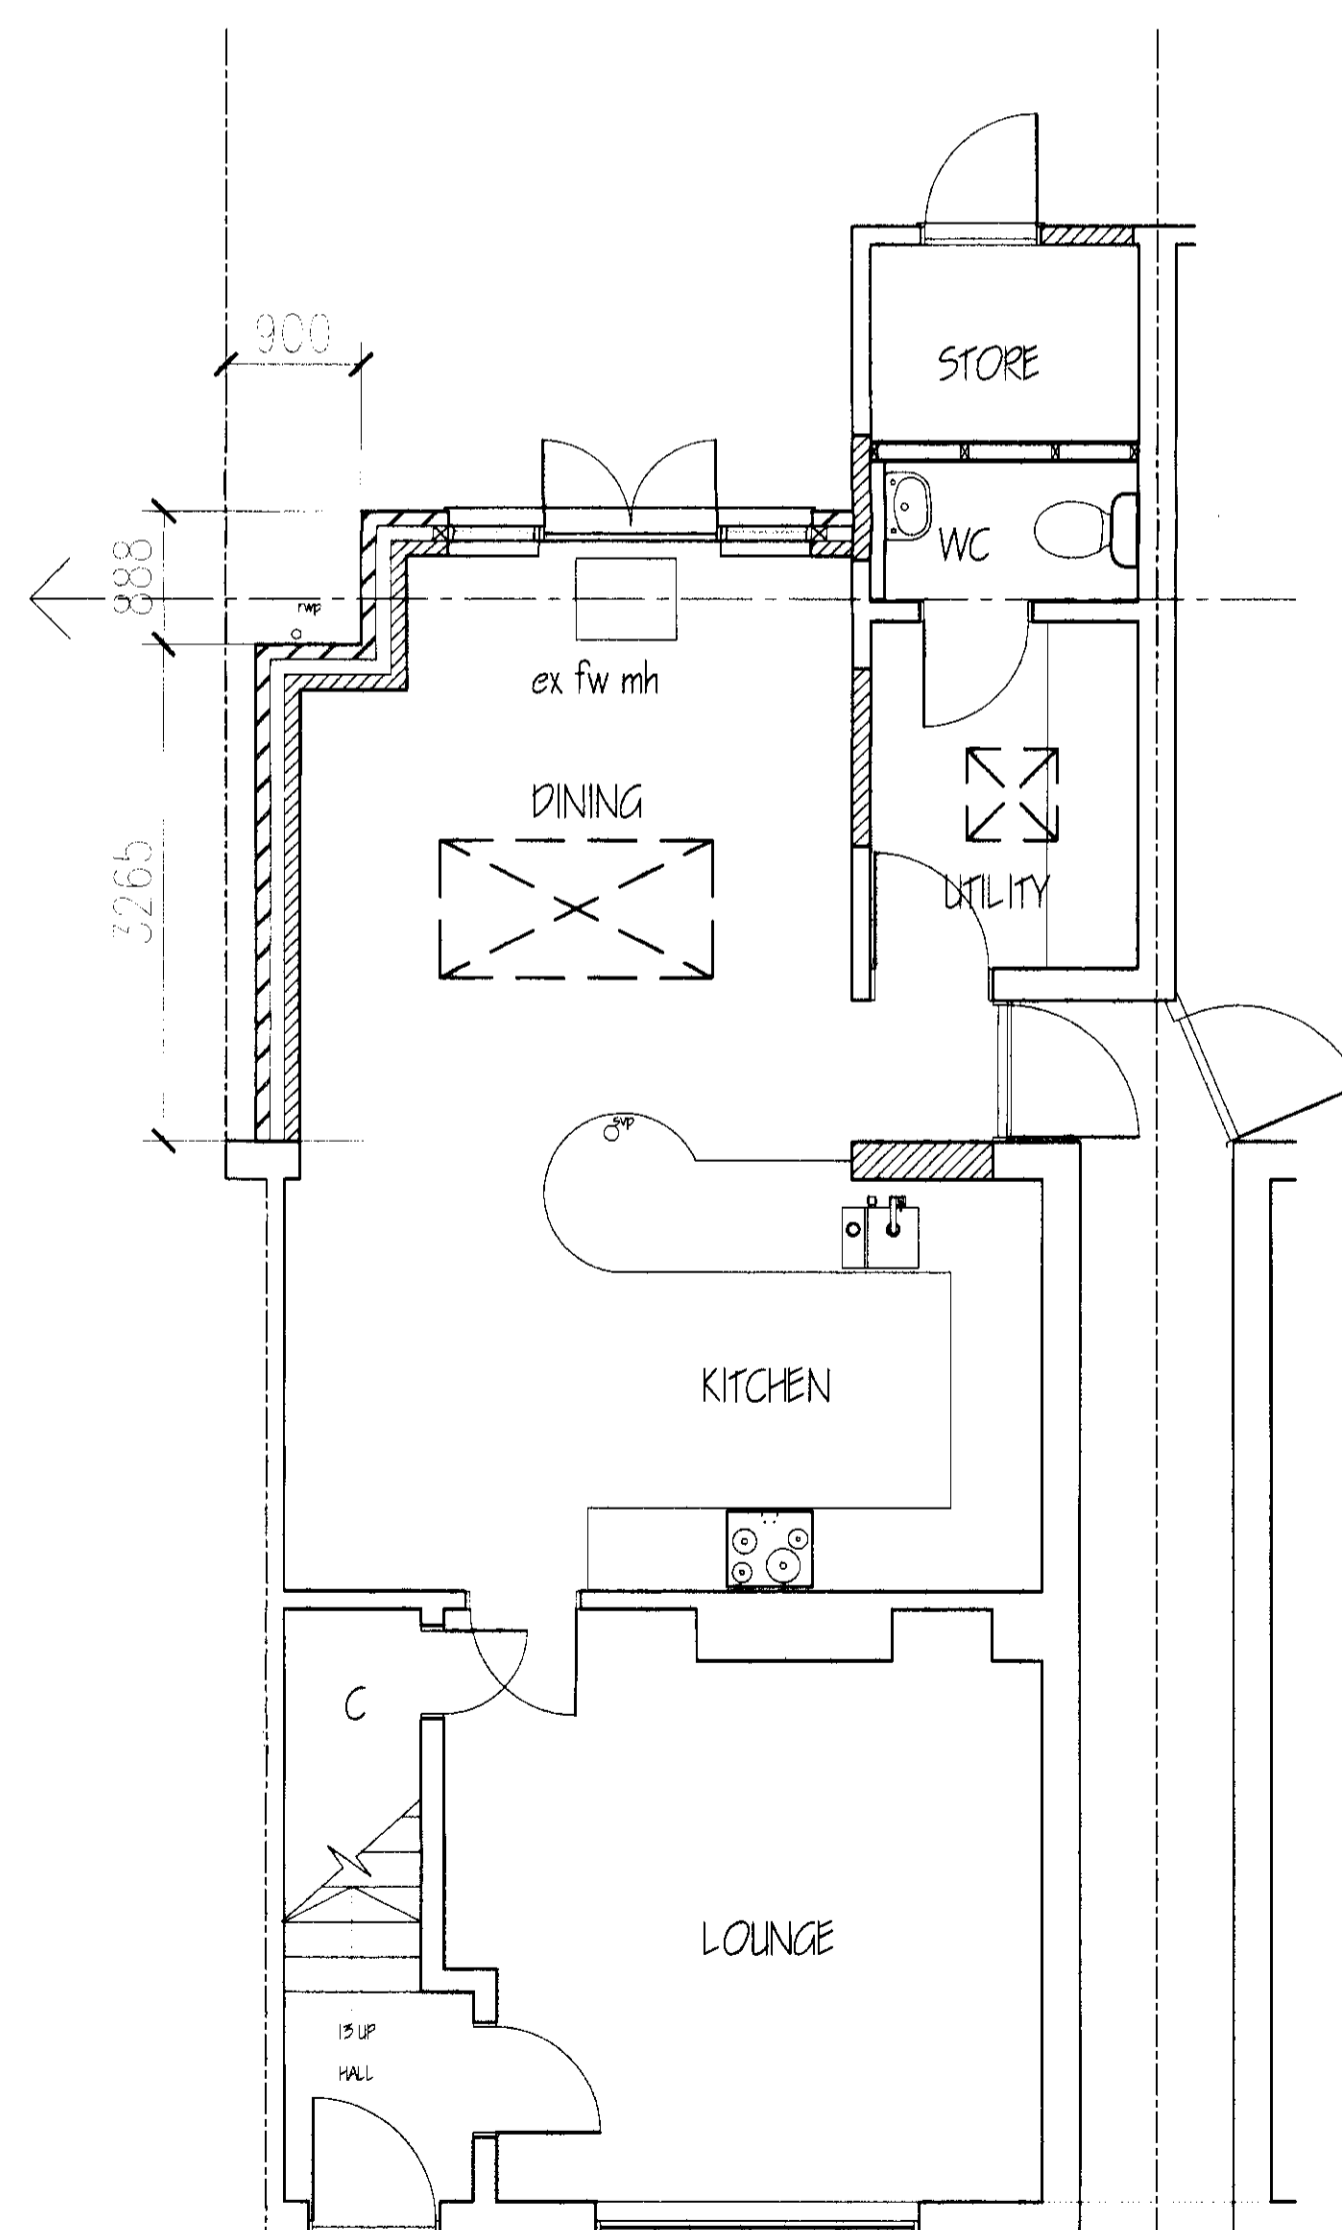 900
STORE
WC
888
rwp
ex fw mh
DINING
3265
UTILITY
svp
KITCHEN
C
LOUNGE
13 UP
HALL